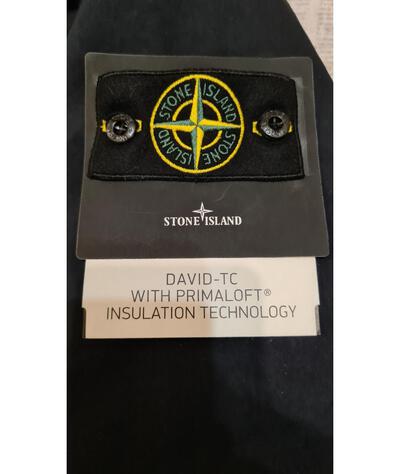 STONE ISLAND
STONE ISLAND
STONE ISLAND
DAVID-TC
WITH PRIMALOFT®
INSULATION TECHNOLOGY